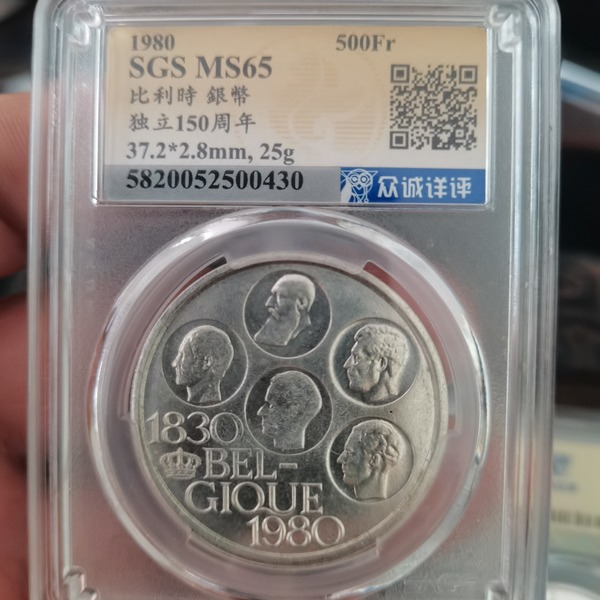 1980 500Fr
SGS MS65
比利時 銀幣
独立150周年
37.2*2.8mm, 25g
5820052500430 众诚详评
1830
BEL-
GIQUE
1980